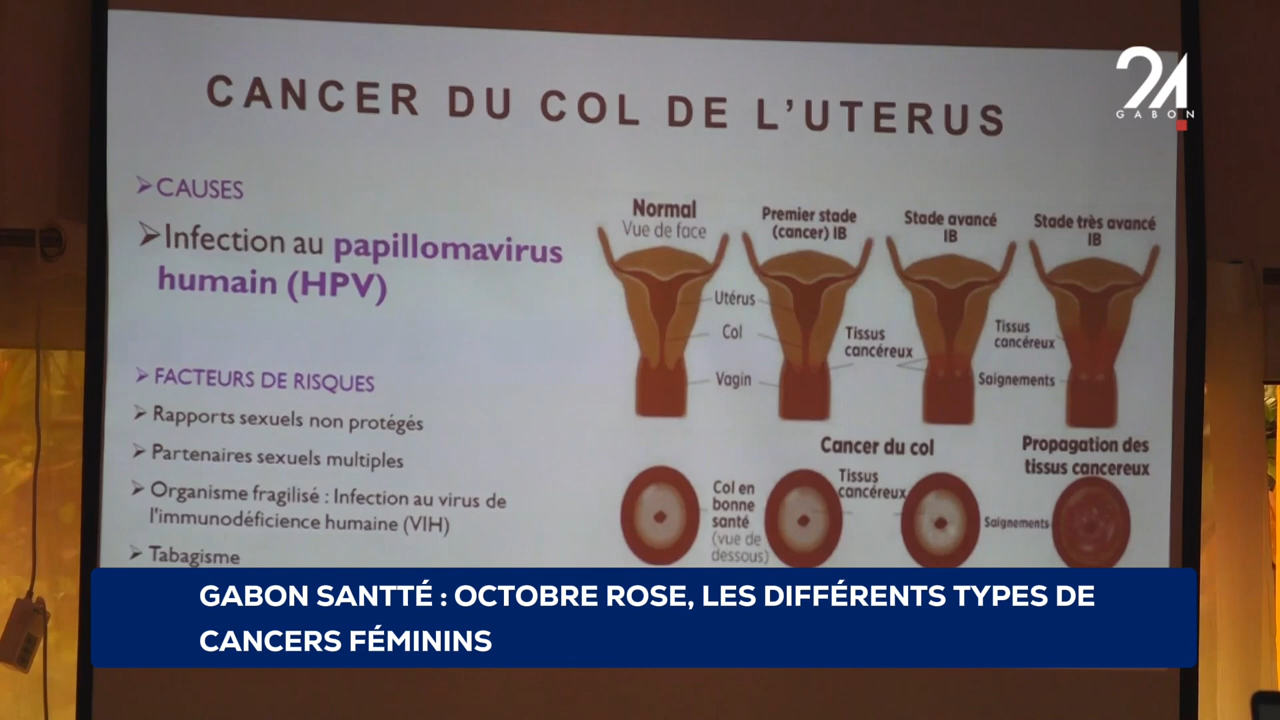 CANCER DU COL DE L'UTERUS
24
GABON
➢CAUSES
➢Infection au papillomavirus
humain (HPV)
➢ FACTEURS DE RISQUES
➢ Rapports sexuels non protégés
➢ Partenaires sexuels multiples
➢ Organisme fragilisé : Infection au virus de
l'immunodéficience humaine (VIH)
➢ Tabagisme
Normal
Vue de face
Premier stade
(cancer) IB
Stade avancé
IB
Stade très avancé
IB
Utérus
Col
Vagin
Tissus
cancéreux
Tissus
cancéreux
Saignements
Cancer du col
Propagation des
tissus cancereux
Col en
bonne
santé
(vue de
dessous)
Tissus
cancéreux
Saignements
GABON SANTTÉ : OCTOBRE ROSE, LES DIFFÉRENTS TYPES DE
CANCERS FÉMININS